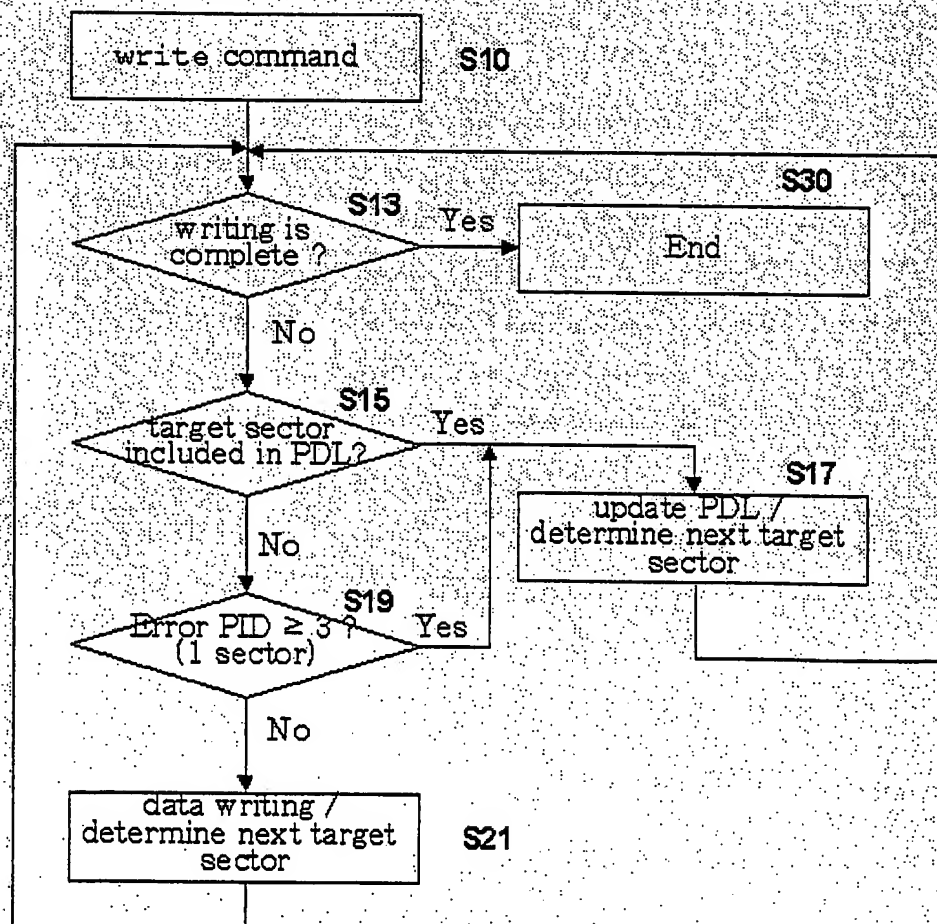 write command
S10
S30
S13
Yes
writing is
complete ?
End
No
S15
Yes
target sector
included in PDL?
S17
update PDL /
determine next target
sector
No
S19
Error PID ≥ 3 ?
(1 sector)
Yes
No
data writing /
determine next target
sector
S21